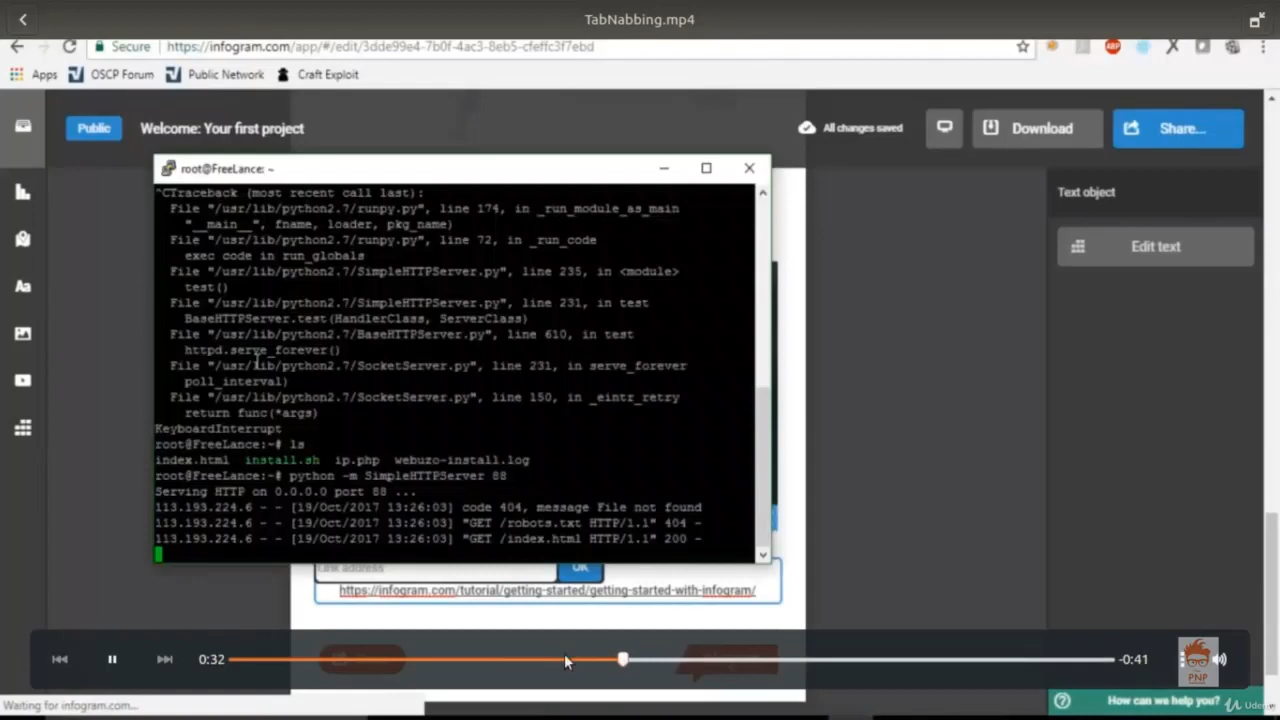 TabNabbing.mp4
Secure https://infogram.com/app/#/edit/3dde99e4-7b0f-4ac3-8eb5-cfeffc3f7ebd
ABP
Apps OSCP Forum Public Network Craft Exploit
Public Welcome: Your first project All changes saved Download Share...
root@FreeLance: ~
Text object
Edit text
Aa
^CTraceback (most recent call last):
File "/usr/lib/python2.7/runpy.py", line 174, in _run_module_as_main
"__main__", fname, loader, pkg_name)
File "/usr/lib/python2.7/runpy.py", line 72, in _run_code
exec code in run_globals
File "/usr/lib/python2.7/SimpleHTTPServer.py", line 235, in <module>
test()
File "/usr/lib/python2.7/SimpleHTTPServer.py", line 231, in test
BaseHTTPServer.test(HandlerClass, ServerClass)
File "/usr/lib/python2.7/BaseHTTPServer.py", line 610, in test
httpd.serve_forever()
File "/usr/lib/python2.7/SocketServer.py", line 231, in serve_forever
poll_interval)
File "/usr/lib/python2.7/SocketServer.py", line 150, in _eintr_retry
return func(*args)
KeyboardInterrupt
root@FreeLance:~# ls
index.html install.sh ip.php webuzo-install.log
root@FreeLance:~# python -m SimpleHTTPServer 88
Serving HTTP on 0.0.0.0 port 88 ...
113.193.224.6 - - [19/Oct/2017 13:26:03] code 404, message File not found
113.193.224.6 - - [19/Oct/2017 13:26:03] "GET /robots.txt HTTP/1.1" 404 -
113.193.224.6 - - [19/Oct/2017 13:26:03] "GET /index.html HTTP/1.1" 200 -
Link address OK
https://infogram.com/tutorial/getting-started/getting-started-with-infogram/
0:32 -0:41
PNP
Waiting for infogram.com... How can we help you? Udemy